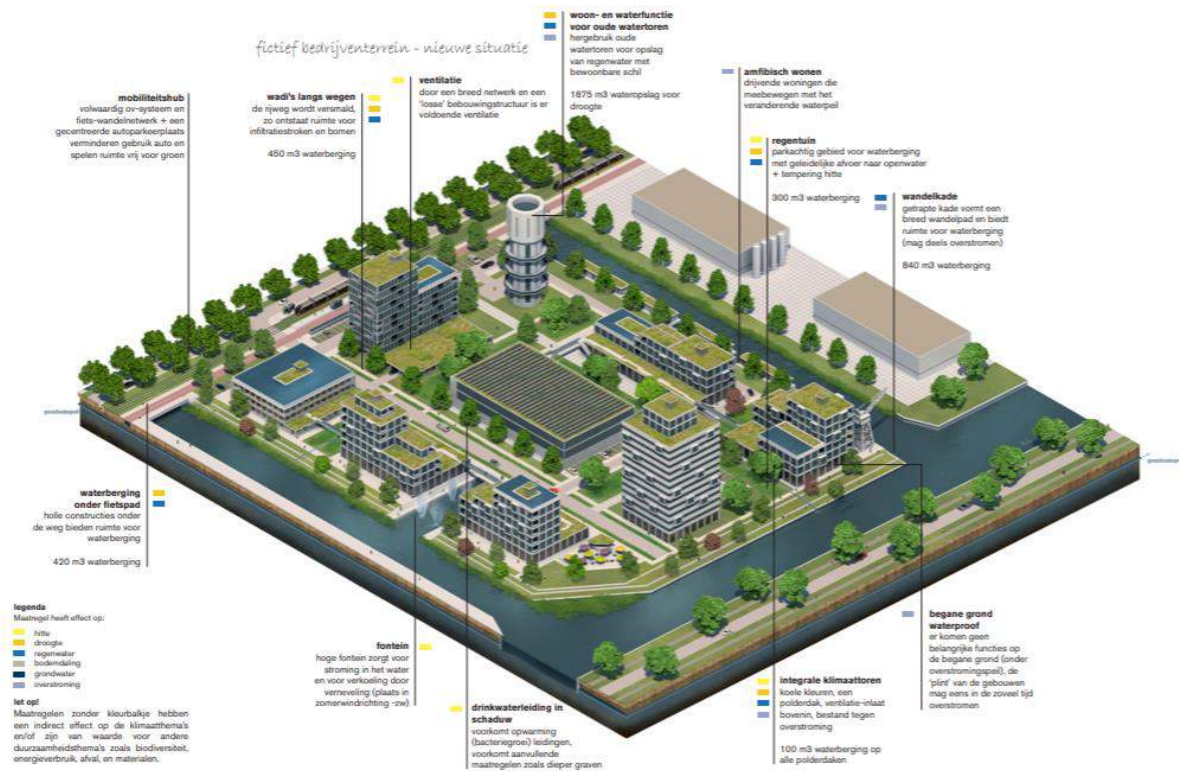 fictief bedrijventerrein - nieuwe situatie
mobiliteitshub
volwaardig ov-systeem en
fiets-wandelnetwerk + een
gecentreerde autoparkeerplaats
verminderen gebruik auto en
spelen ruimte vrij voor groen
wadi's langs wegen
de rijweg wordt versmald,
zo ontstaat ruimte voor
infiltratiestroken en bomen
450 m3 waterberging
ventilatie
door een breed netwerk en een
'losse' bebouwingstructuur is er
voldoende ventilatie
woon- en waterfunctie
voor oude watertoren
hergebruik oude
watertoren voor opslag
van regenwater met
bewoonbare schil
1875 m3 wateropslag voor
droogte
amfibisch wonen
drijvende woningen die
meebewegen met het
veranderende waterpeil
regentuin
parkachtig gebied voor waterberging
met geleidelijke afvoer naar openwater
+ tempering hitte
300 m3 waterberging
wandelkade
getrapte kade vormt een
breed wandelpad en biedt
ruimte voor waterberging
(mag deels overstromen)
840 m3 waterberging
waterberging
onder fietspad
holle constructies onder
de weg bieden ruimte voor
waterberging
420 m3 waterberging
legenda
Maatregel heeft effect op:
hitte
droogte
regenwater
bodemdaling
grondwater
overstroming
let op!
Maatregelen zonder kleurbalkje hebben
een indirect effect op de klimaatthema's
en/of zijn van waarde voor andere
duurzaamheidsthema's zoals biodiversiteit,
energieverbruik, afval, en materialen.
fontein
hoge fontein zorgt voor
stroming in het water
en voor verkoeling door
verneveling (plaats in
zomerwindrichting -zw)
drinkwaterleiding in
schaduw
voorkomt opwarming
(bacteriegroei) leidingen,
voorkomt aanvullende
maatregelen zoals dieper graven
integrale klimaattoren
koele kleuren, een
polderdak, ventilatie-inlaat
bovenin, bestand tegen
overstroming
100 m3 waterberging op
alle polderdaken
begane grond
waterproof
er komen geen
belangrijke functies op
de begane grond (onder
overstromingspeil), de
'plint' van de gebouwen
mag eens in de zoveel tijd
overstromen